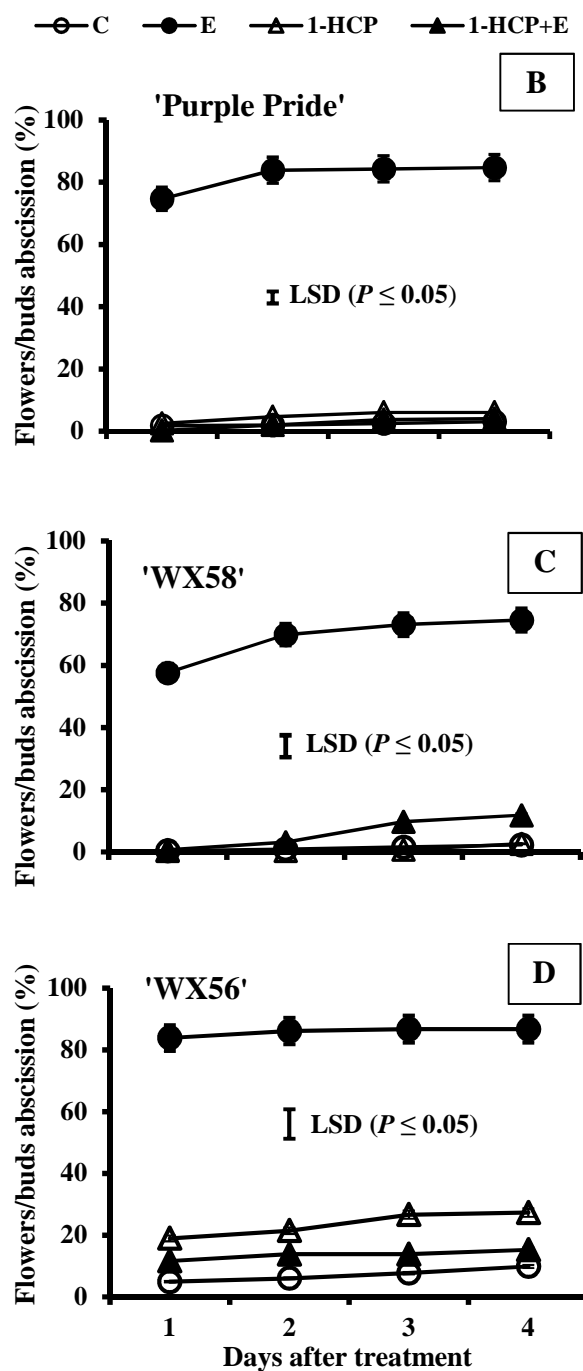 C E 1-HCP 1-HCP+E
B
'Purple Pride'
Flowers/buds abscission (%)
100
80
60
40
20
0
LSD (P ≤ 0.05)
C
'WX58'
Flowers/buds abscission (%)
100
80
60
40
20
0
LSD (P ≤ 0.05)
D
'WX56'
Flowers/buds abscission (%)
100
80
60
40
20
0
LSD (P ≤ 0.05)
1 2 3 4
Days after treatment